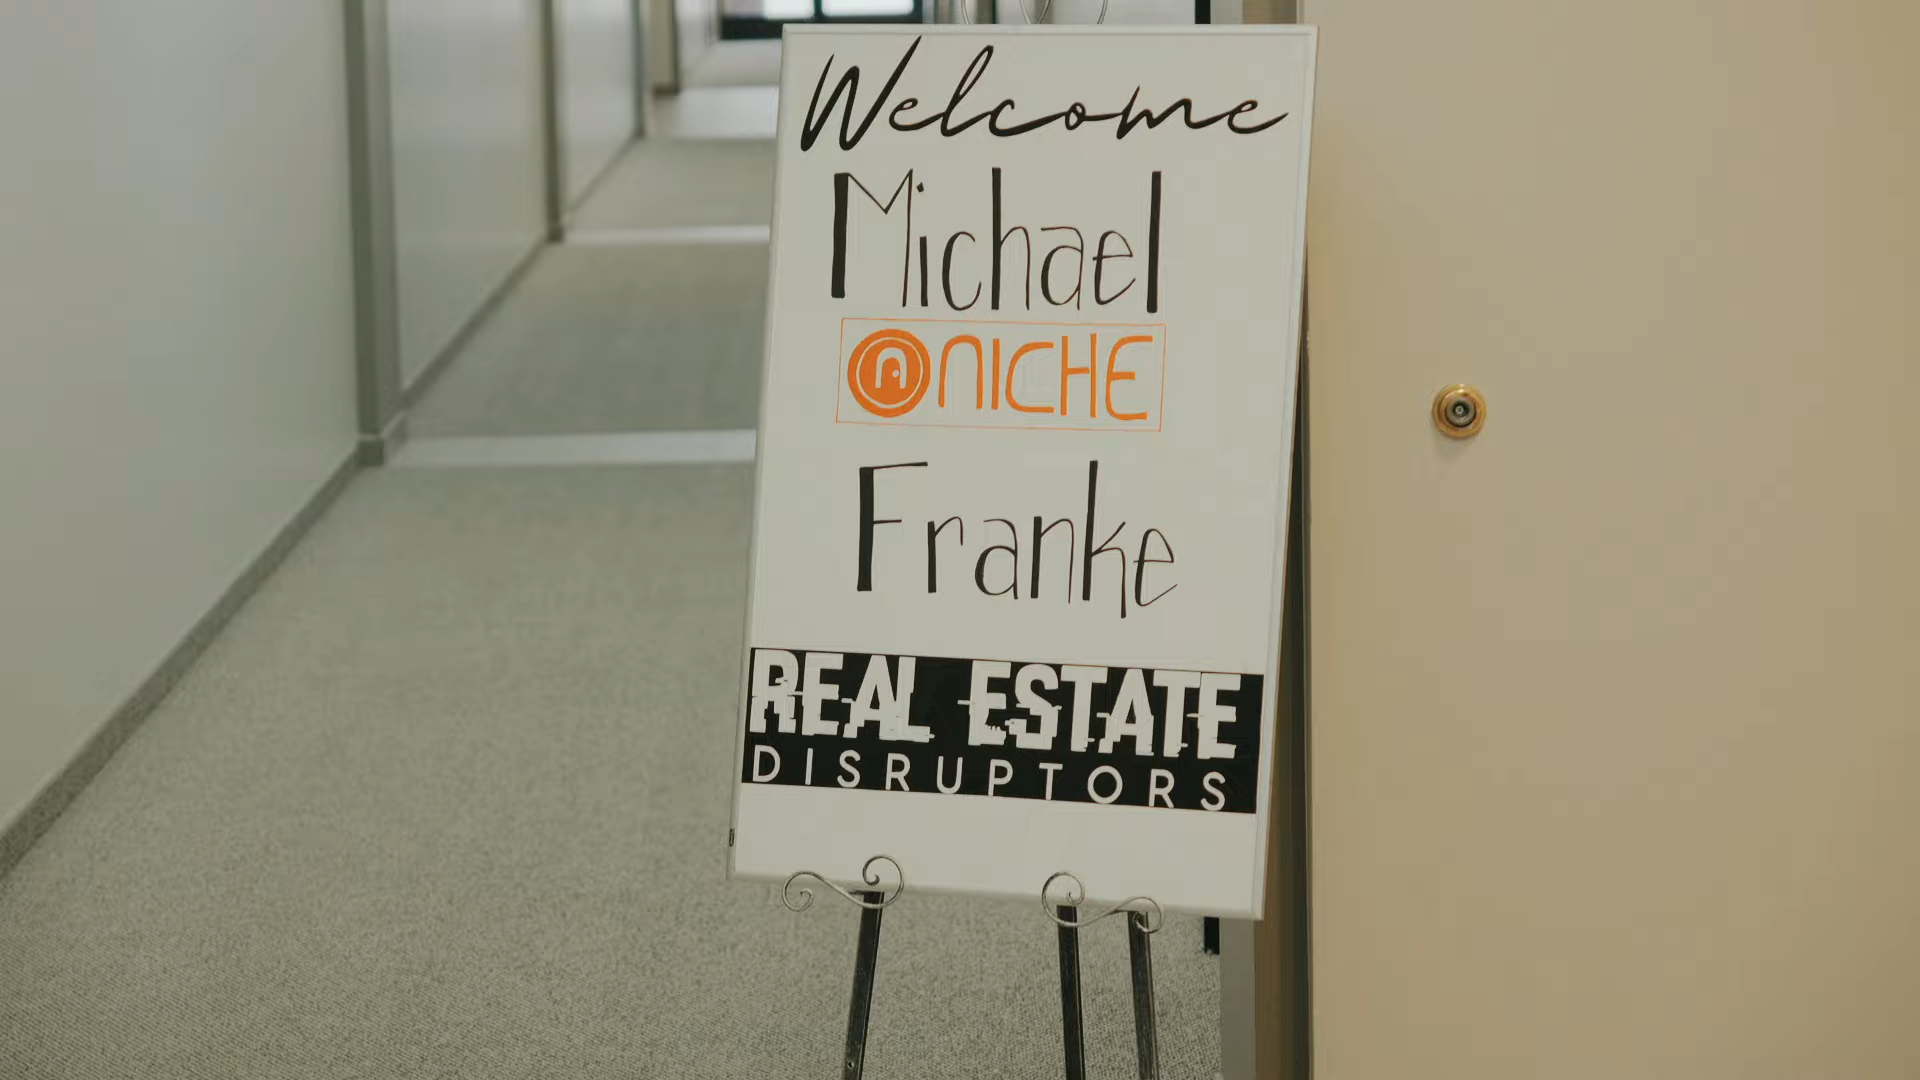 Welcome
Michael
NICHE
Franke
REAL ESTATE
DISRUPTORS